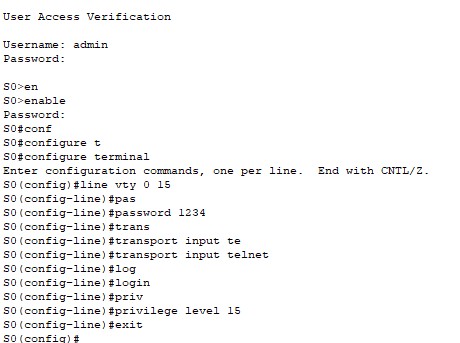 User Access Verification
Username: admin
Password:
S0>en
S0>enable
Password:
S0#conf
S0#configure t
S0#configure terminal
Enter configuration commands, one per line.  End with CNTL/Z.
S0(config)#line vty 0 15
S0(config-line)#pas
S0(config-line)#password 1234
S0(config-line)#trans
S0(config-line)#transport input te
S0(config-line)#transport input telnet
S0(config-line)#log
S0(config-line)#login
S0(config-line)#priv
S0(config-line)#privilege level 15
S0(config-line)#exit
S0(config)#